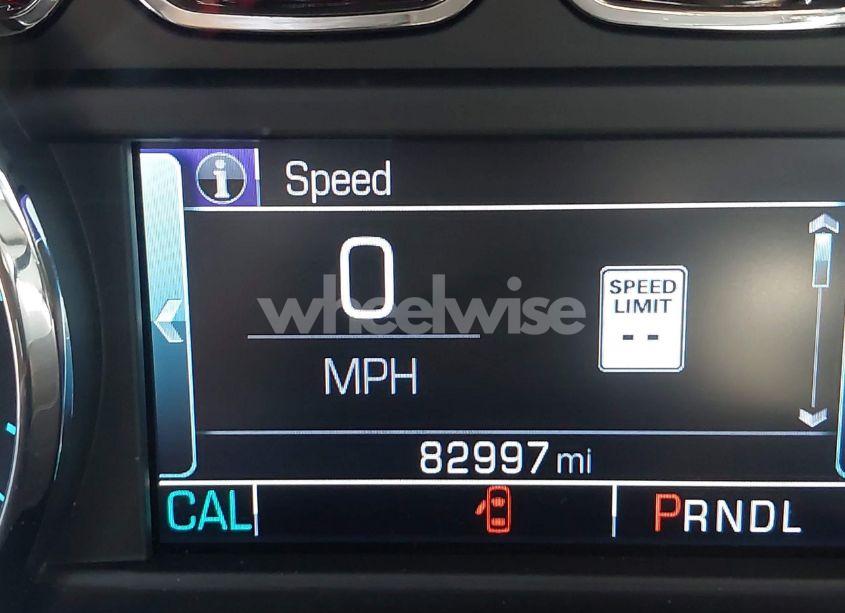 i Speed
0
MPH
SPEED
LIMIT
--
wheelwise
82997 mi
CAL
PRNDL